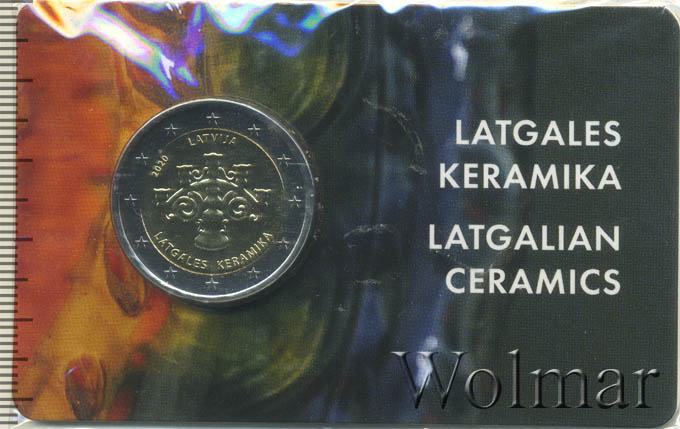 LATVIJA
2020
LATGALES KERAMIKA
LATGALES
KERAMIKA
LATGALIAN
CERAMICS
Wolmar